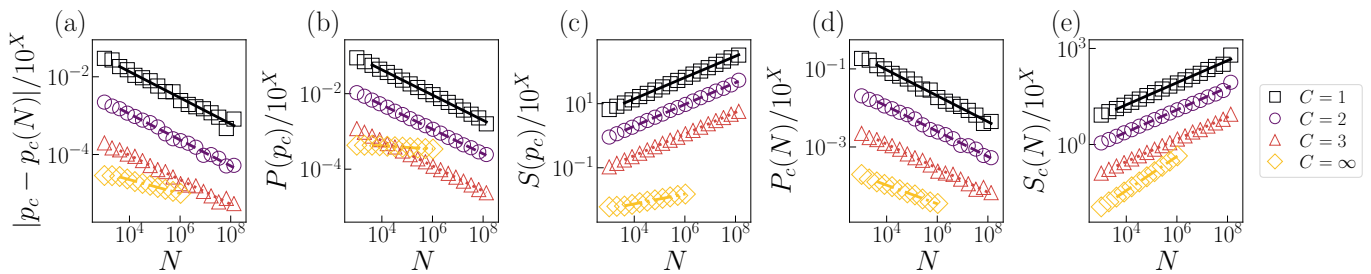 (a) (b) (c) (d) (e)
|p_c − p_c(N)|/10^X
10^{-2}
10^{-4}
10^4 10^6 10^8
N
P(p_c)/10^X
10^{-2}
10^{-4}
10^4 10^6 10^8
N
S(p_c)/10^X
10^1
10^{-1}
10^4 10^6 10^8
N
P_c(N)/10^X
10^{-1}
10^{-3}
10^4 10^6 10^8
N
S_c(N)/10^X
10^3
10^0
10^4 10^6 10^8
N
C = 1
C = 2
C = 3
C = ∞